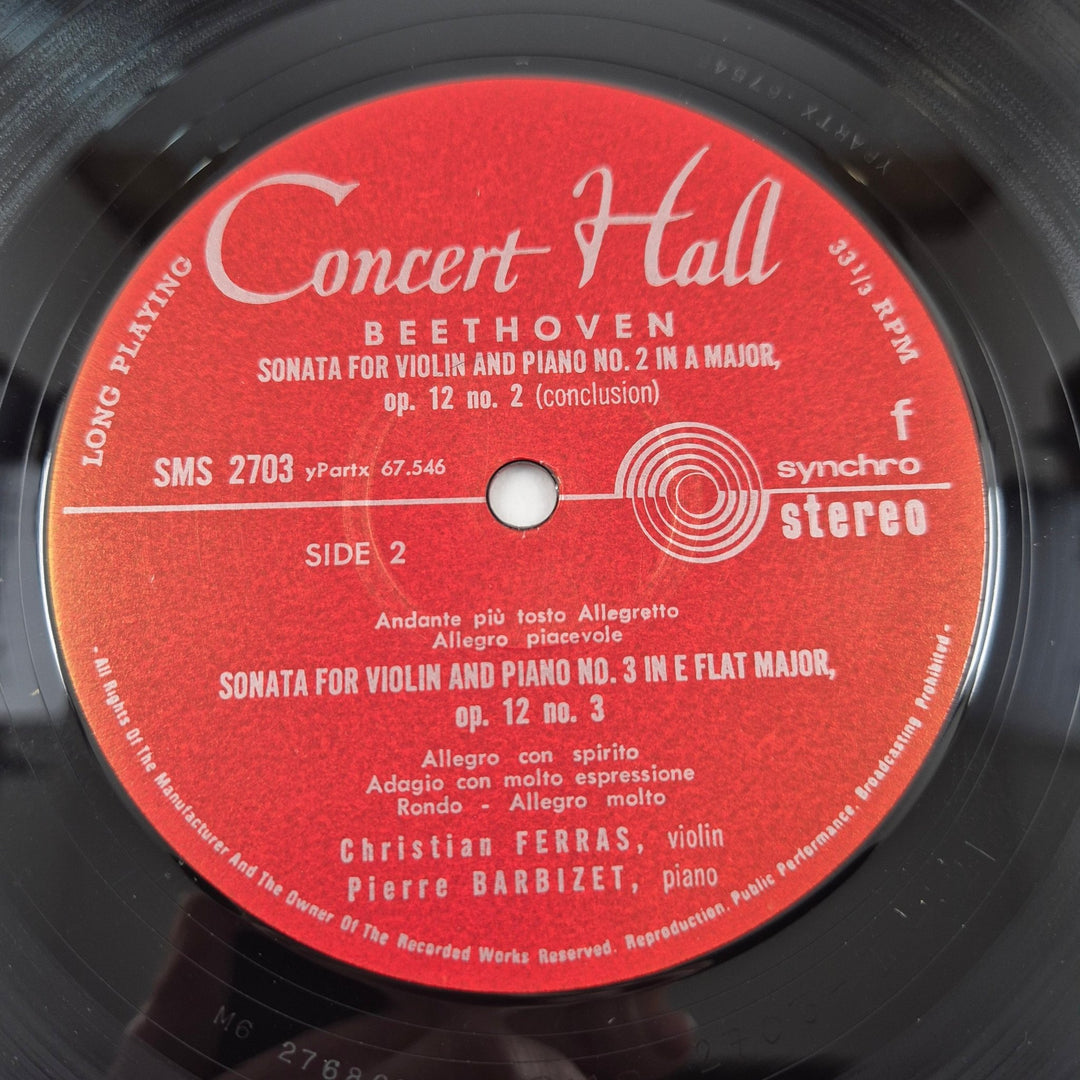 Concert Hall
LONG PLAYING
33 1/3 RPM
BEETHOVEN
SONATA FOR VIOLIN AND PIANO NO. 2 IN A MAJOR,
op. 12 no. 2 (conclusion)
f
SMS 2703 yPartx 67.546
synchro
stereo
SIDE 2
Andante più tosto Allegretto
Allegro piacevole
SONATA FOR VIOLIN AND PIANO NO. 3 IN E FLAT MAJOR,
op. 12 no. 3
Allegro con spirito
Adagio con molto espressione
Rondo - Allegro molto
Christian FERRAS, violin
Pierre BARBIZET, piano
- All Rights Of The Manufacturer And The Owner Of The Recorded Works Reserved. Reproduction. Public Performance. Broadcasting Prohibited -
M6